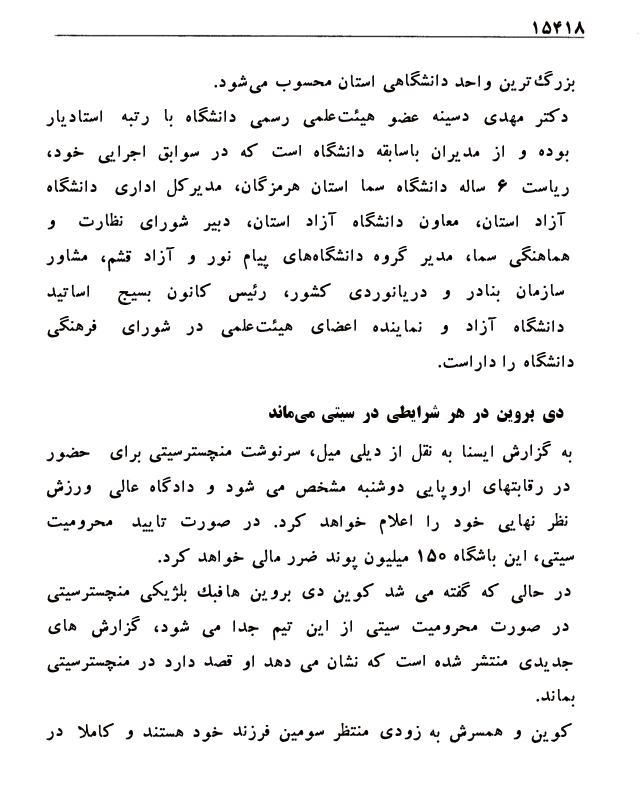 ۱۵۴۱۸
بزرگ‌ترین واحد دانشگاهی استان محسوب می‌شود.
دکتر مهدی دسینه عضو هیئت‌علمی رسمی دانشگاه با رتبه استادیار
بوده و از مدیران باسابقه دانشگاه است که در سوابق اجرایی خود،
ریاست ۶ ساله دانشگاه سما استان هرمزگان، مدیرکل اداری دانشگاه
آزاد استان، معاون دانشگاه آزاد استان، دبیر شورای نظارت و
هماهنگی سما، مدیر گروه دانشگاه‌های پیام نور و آزاد قشم، مشاور
سازمان بنادر و دریانوردی کشور، رئیس کانون بسیج اساتید
دانشگاه آزاد و نماینده اعضای هیئت‌علمی در شورای فرهنگی
دانشگاه را داراست.
دی بروین در هر شرایطی در سیتی می‌ماند
به گزارش ایسنا به نقل از دیلی میل، سرنوشت منچسترسیتی برای حضور
در رقابتهای اروپایی دوشنبه مشخص می شود و دادگاه عالی ورزش
نظر نهایی خود را اعلام خواهد کرد. در صورت تایید محرومیت
سیتی، این باشگاه ۱۵۰ میلیون پوند ضرر مالی خواهد کرد.
در حالی که گفته می شد کوین دی بروین هافبک بلژیکی منچسترسیتی
در صورت محرومیت سیتی از این تیم جدا می شود، گزارش های
جدیدی منتشر شده است که نشان می دهد او قصد دارد در منچسترسیتی
بماند.
کوین و همسرش به زودی منتظر سومین فرزند خود هستند و کاملا در